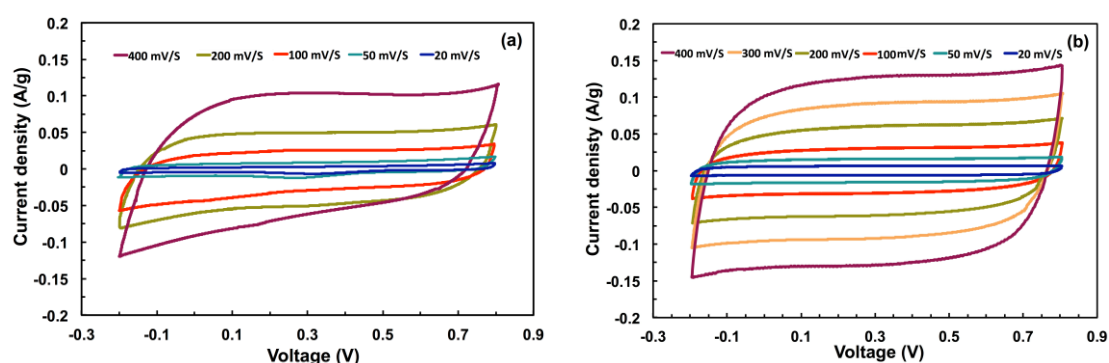 (a)
400 mV/S 200 mV/S 100 mV/S 50 mV/S 20 mV/S
Current density (A/g)
0.2
0.15
0.1
0.05
0
-0.05
-0.1
-0.15
-0.2
-0.3 -0.1 0.1 0.3 0.5 0.7 0.9
Voltage (V)
(b)
400 mV/S 300 mV/S 200 mV/S 100mV/S 50 mV/S 20 mV/S
Current density (A/g)
0.2
0.15
0.1
0.05
0
-0.05
-0.1
-0.15
-0.2
-0.3 -0.1 0.1 0.3 0.5 0.7 0.9
Voltage (V)